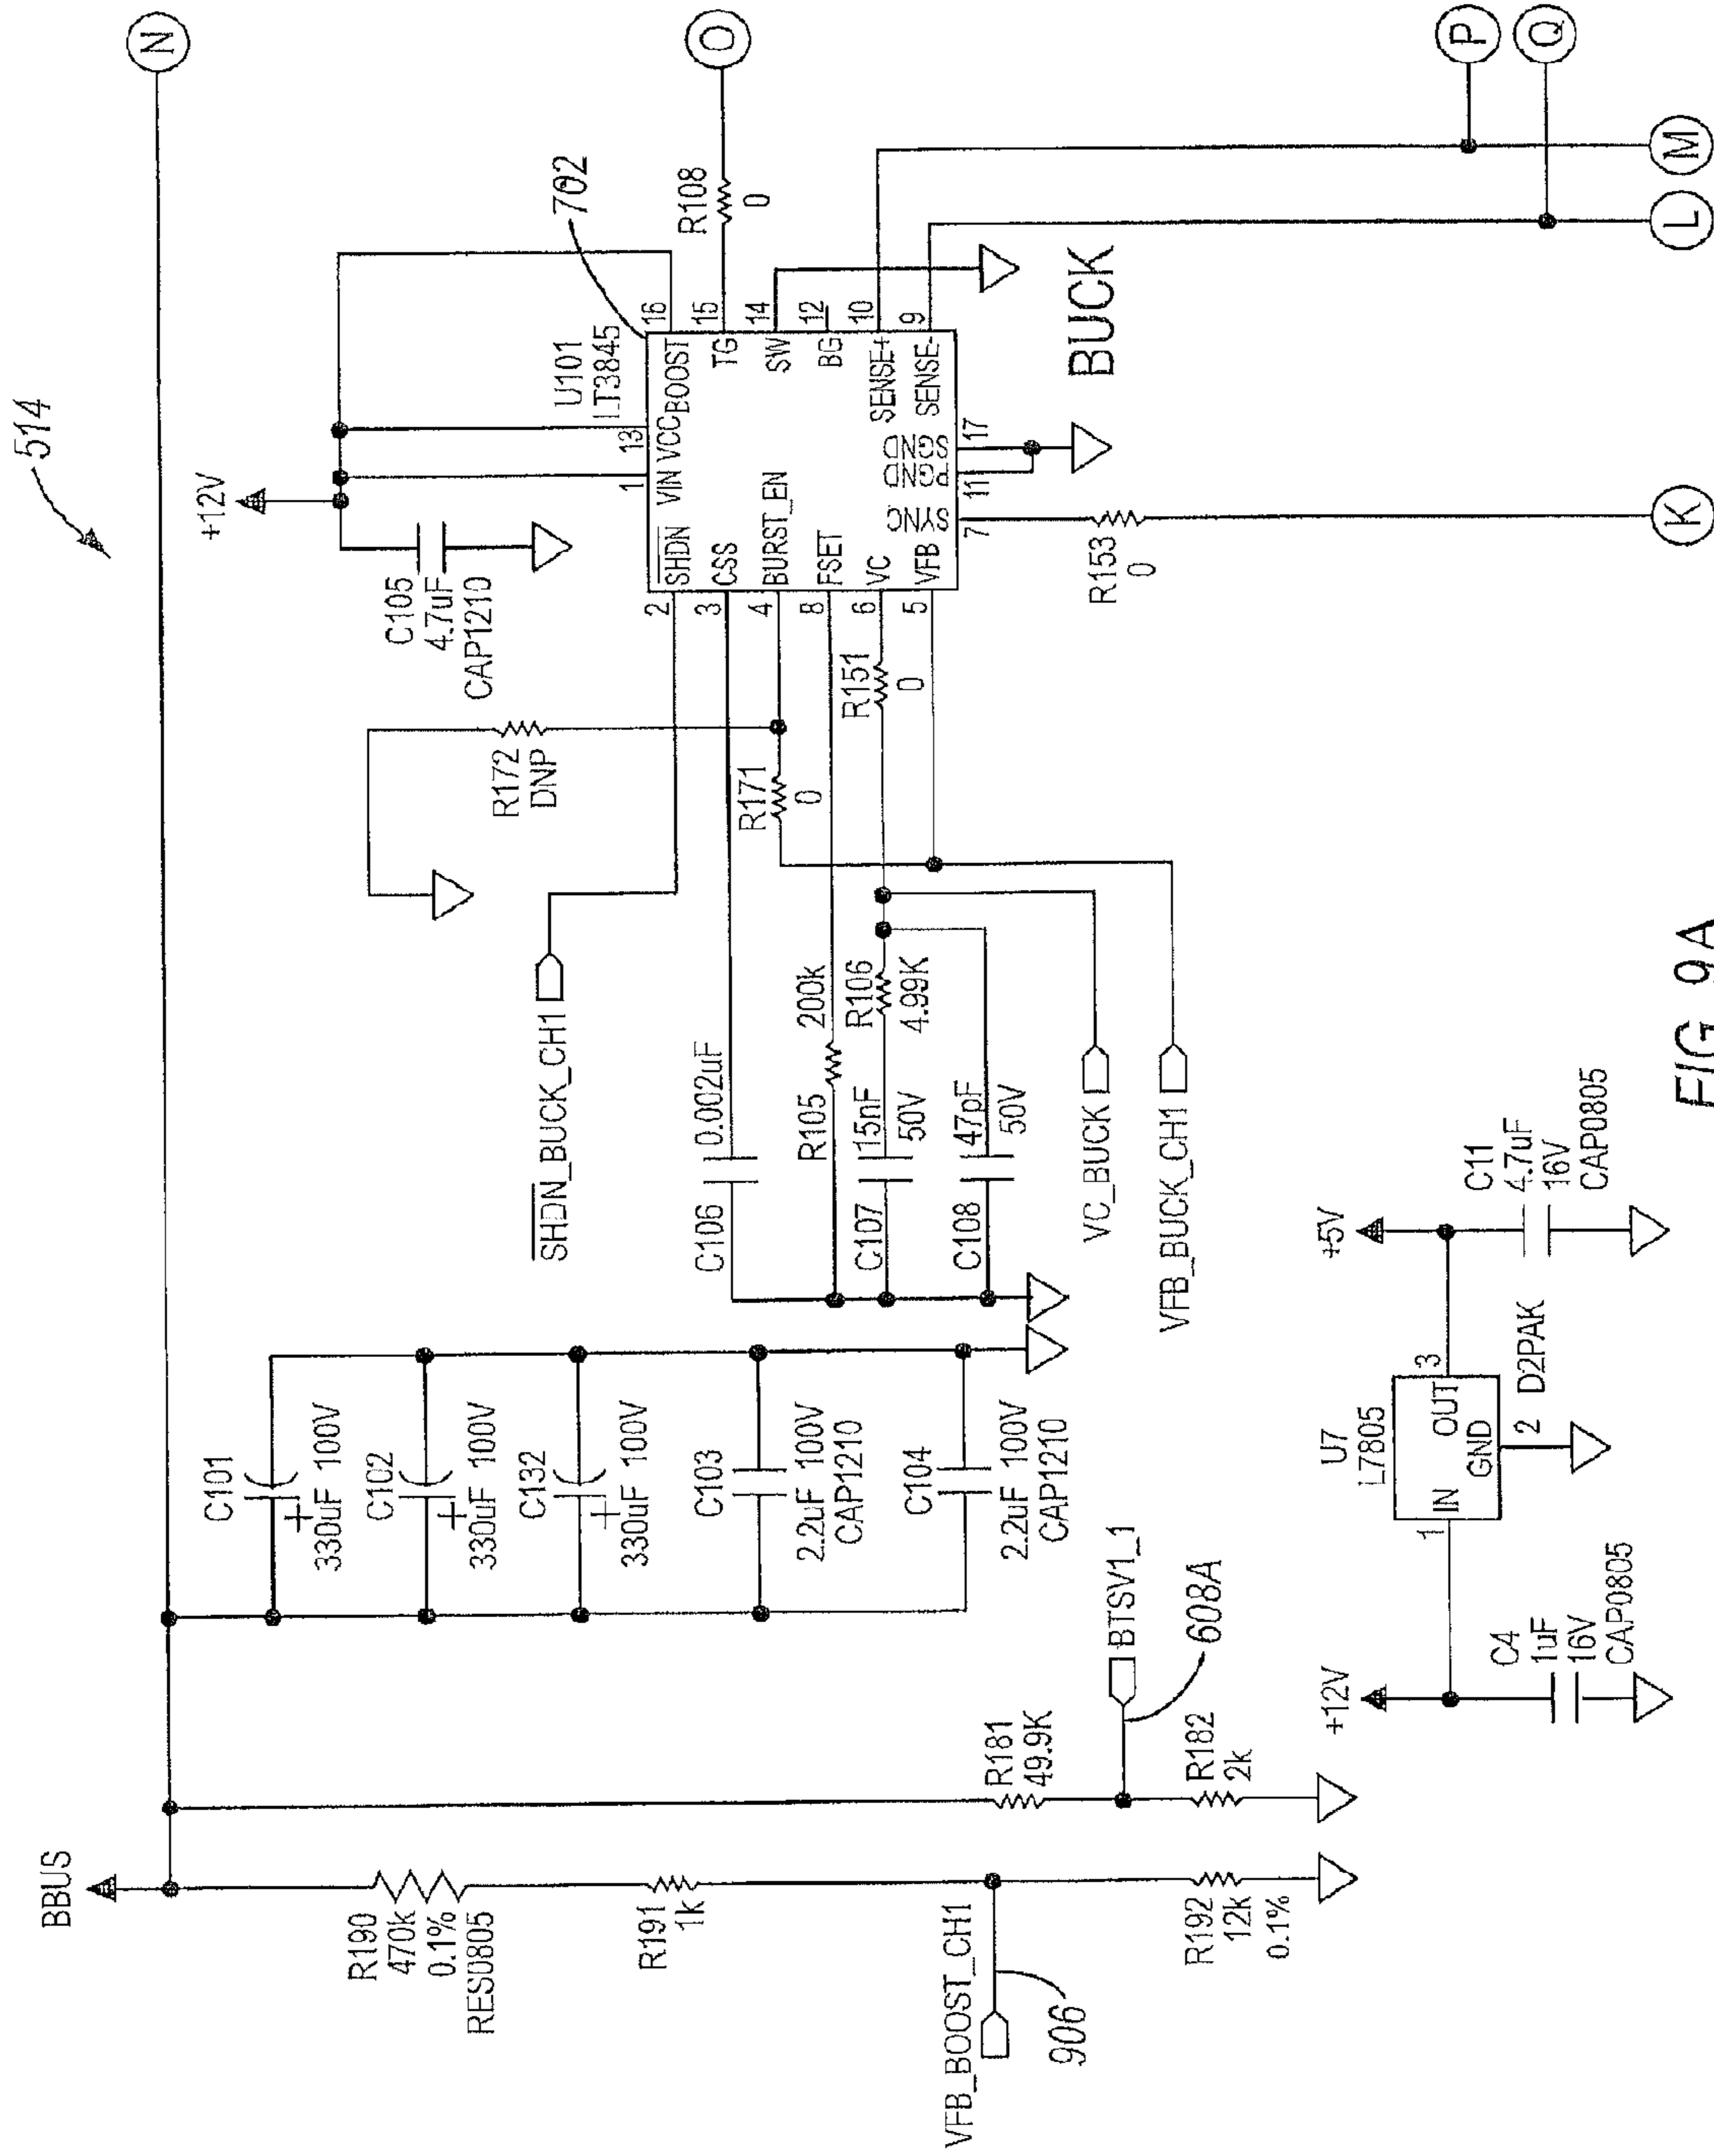 514
N
BBUS
R190
470k
0.1%
RES0805
R191
1k
VFB_BOOST_CH1
906
R192
12k
0.1%
R181
49.9K
BTSV1_1
608A
R182
2k
C101
+
330uF 100V
C102
+
330uF 100V
C132
+
330uF 100V
C103
2.2uF 100V
CAP1210
C104
2.2uF 100V
CAP1210
+12V
C105
4.7uF
CAP1210
R172
DNP
SHDN_BUCK_CH1
C106
0.002uF
R105
200k
R171
0
C107
15nF
50V
R106
4.99K
R151
0
C108
47pF
50V
VC_BUCK
VFB_BUCK_CH1
U101
LT3845
702
1
13
16
VIN VCC BOOST
2
SHDN
3
CSS
4
BURST_EN
8
FSET
6
VC
5
VFB
TG
15
SW
14
BG
12
SENSE+
10
SENSE-
9
SYNC
7
PGND
11
SGND
17
R108
0
O
BUCK
R153
0
K
L
M
P
Q
+12V
C4
1uF
16V
CAP0805
U7
L7805
1
IN
OUT
3
GND
2
D2PAK
+5V
C11
4.7uF
16V
CAP0805
FIG. 9A